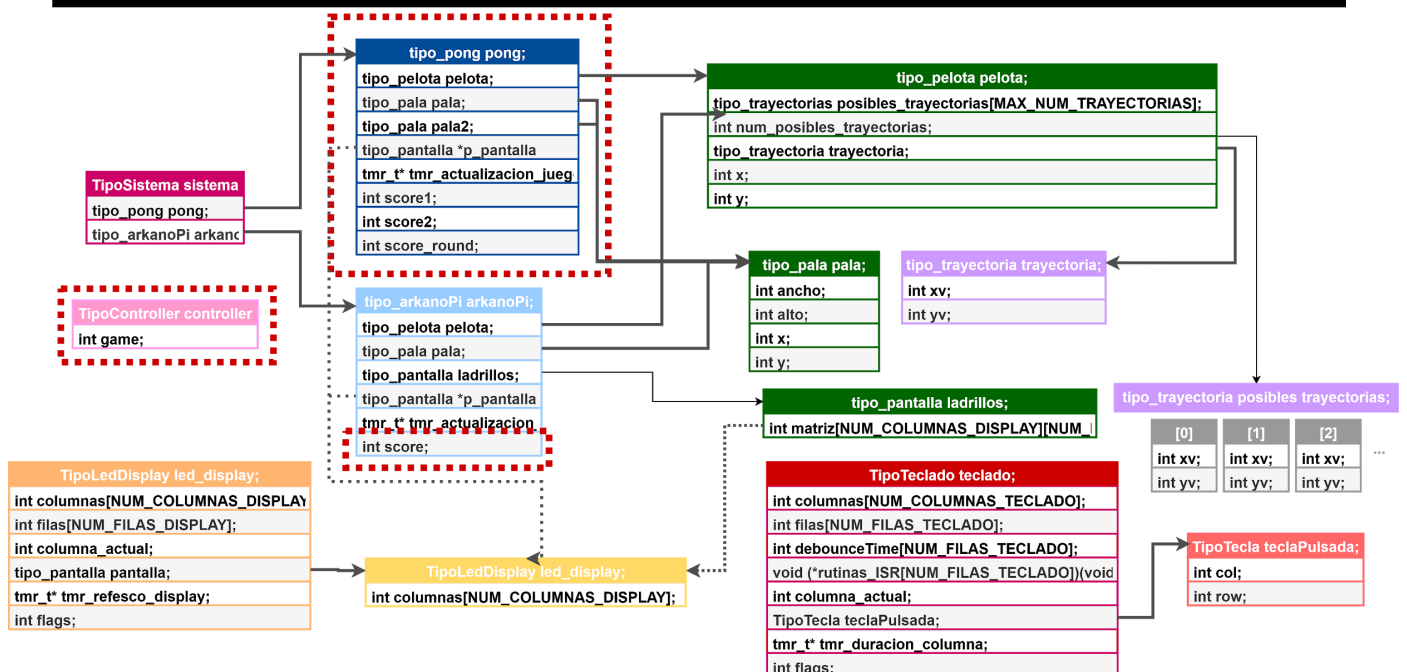 tipo_pong pong;
tipo_pelota pelota;
tipo_pala pala;
tipo_pala pala2;
tipo_pantalla *p_pantalla
tmr_t* tmr_actualizacion_jueg
int score1;
int score2;
int score_round;
tipo_pelota pelota;
tipo_trayectorias posibles_trayectorias[MAX_NUM_TRAYECTORIAS];
int num_posibles_trayectorias;
tipo_trayectoria trayectoria;
int x;
int y;
TipoSistema sistema
tipo_pong pong;
tipo_arkanoPi arkanc
tipo_pala pala;
int ancho;
int alto;
int x;
int y;
tipo_trayectoria trayectoria;
int xv;
int yv;
TipoController controller
int game;
tipo_arkanoPi arkanoPi;
tipo_pelota pelota;
tipo_pala pala;
tipo_pantalla ladrillos;
tipo_pantalla *p_pantalla
tmr_t* tmr_actualizacion_
int score;
tipo_pantalla ladrillos;
int matriz[NUM_COLUMNAS_DISPLAY][NUM_
tipo_trayectoria posibles trayectorias;
[0]
int xv;
int yv;
[1]
int xv;
int yv;
[2]
int xv;
int yv;
...
TipoLedDisplay led_display;
int columnas[NUM_COLUMNAS_DISPLAY
int filas[NUM_FILAS_DISPLAY];
int columna_actual;
tipo_pantalla pantalla;
tmr_t* tmr_refesco_display;
int flags;
TipoLedDisplay led_display;
int columnas[NUM_COLUMNAS_DISPLAY];
TipoTeclado teclado;
int columnas[NUM_COLUMNAS_TECLADO];
int filas[NUM_FILAS_TECLADO];
int debounceTime[NUM_FILAS_TECLADO];
void (*rutinas_ISR[NUM_FILAS_TECLADO])(void
int columna_actual;
TipoTecla teclaPulsada;
tmr_t* tmr_duracion_columna;
int flags;
TipoTecla teclaPulsada;
int col;
int row;